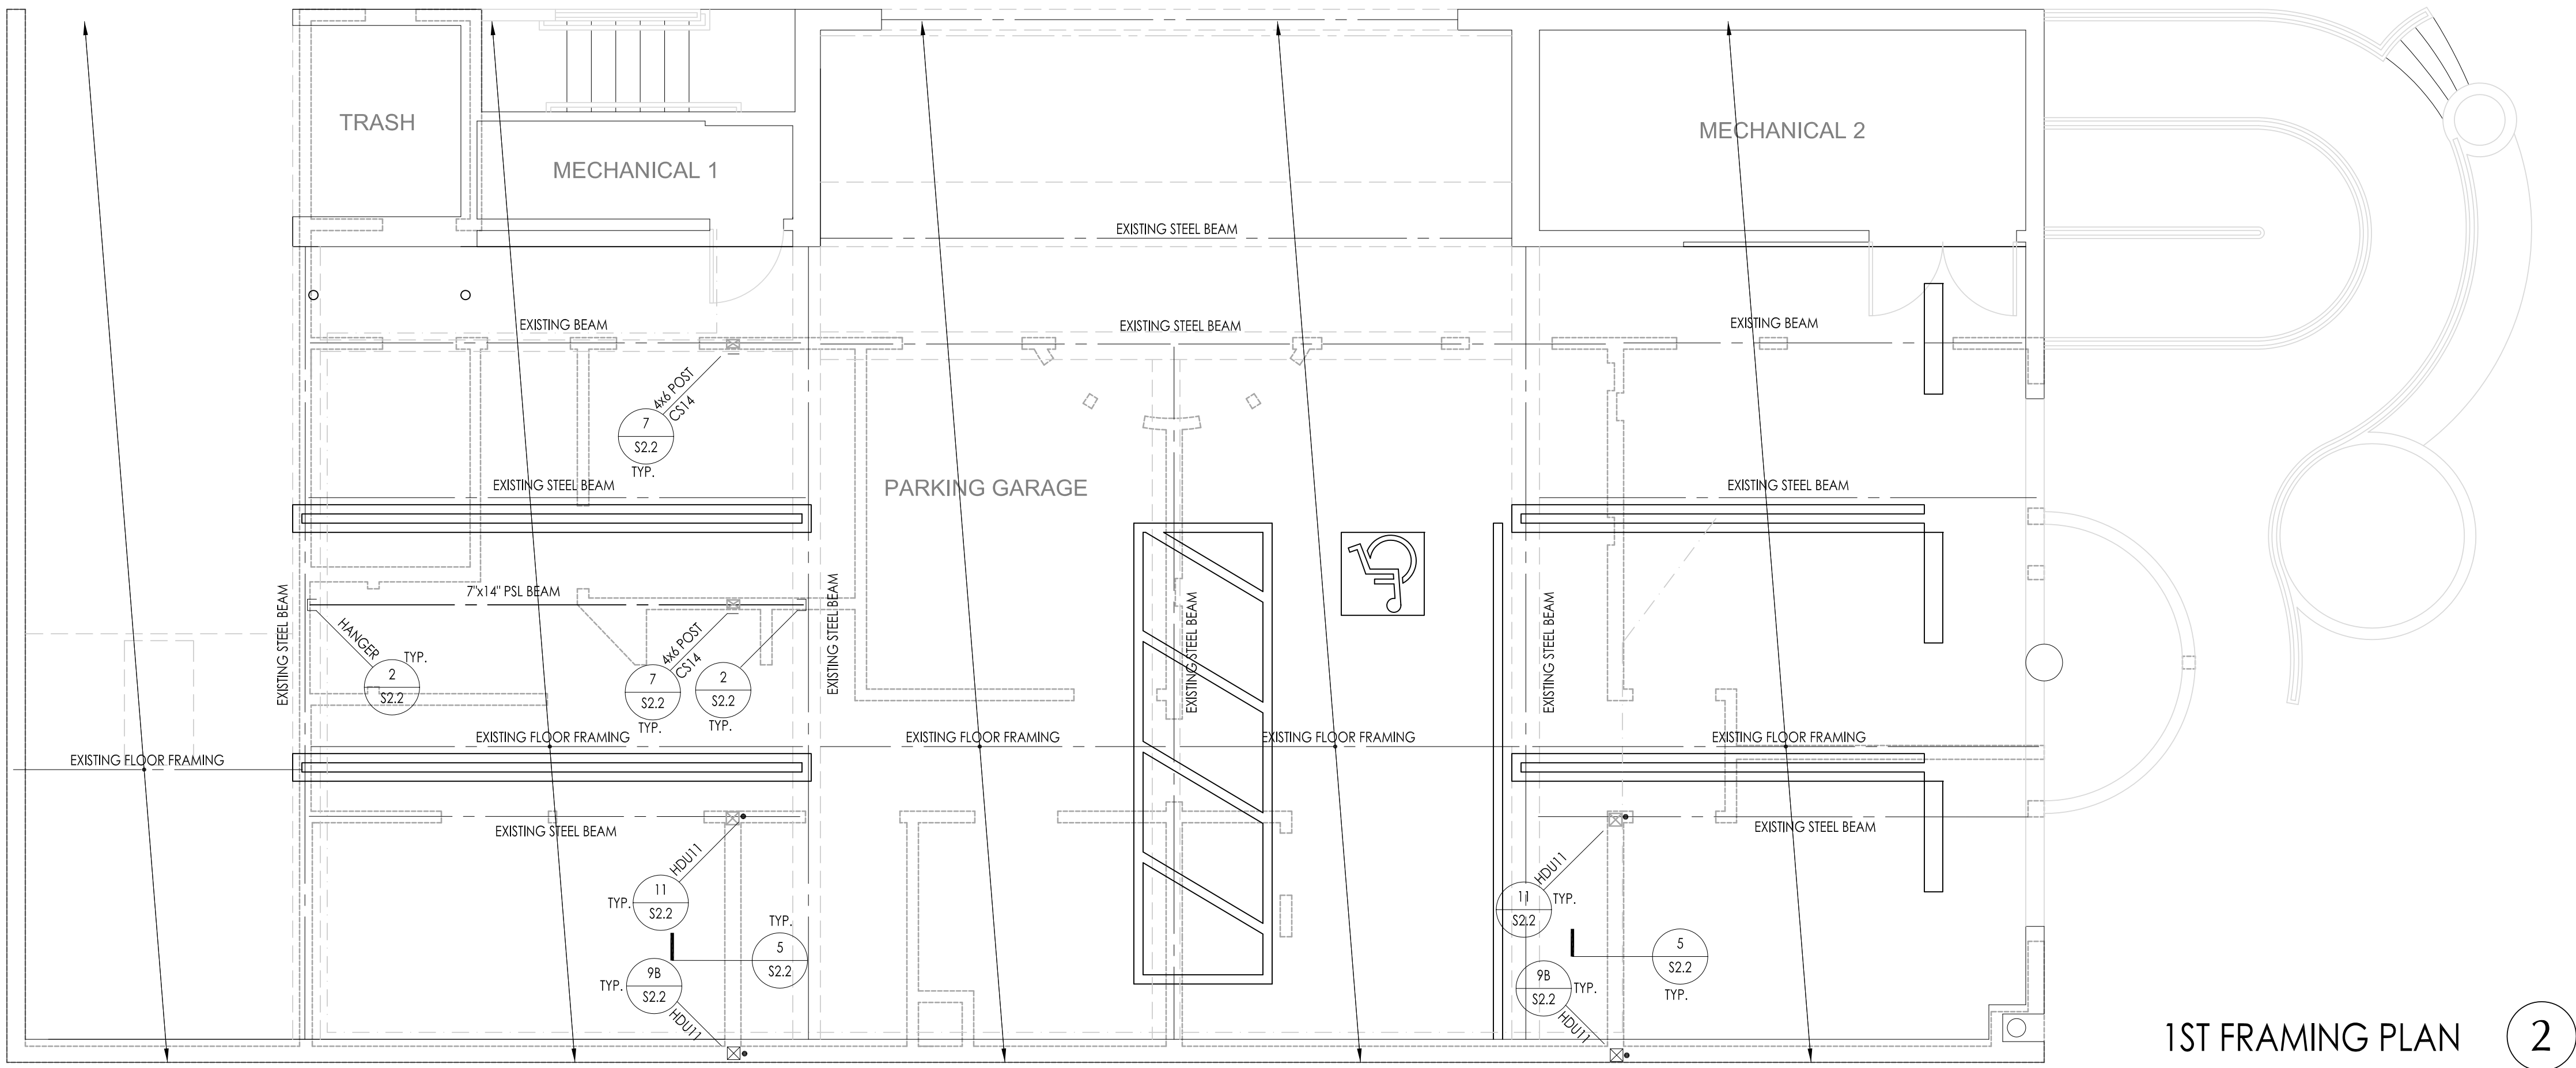 TRASH
MECHANICAL 1
MECHANICAL 2
EXISTING STEEL BEAM
EXISTING BEAM
EXISTING STEEL BEAM
EXISTING BEAM
4x6 POST
CS14
7
S2.2
TYP.
EXISTING STEEL BEAM
PARKING GARAGE
EXISTING STEEL BEAM
7"x14" PSL BEAM
EXISTING STEEL BEAM
HANGER
2
S2.2
TYP.
4x6 POST
CS14
7
S2.2
TYP.
2
S2.2
TYP.
EXISTING STEEL BEAM
EXISTING STEEL BEAM
EXISTING STEEL BEAM
EXISTING FLOOR FRAMING
EXISTING FLOOR FRAMING
EXISTING FLOOR FRAMING
EXISTING FLOOR FRAMING
EXISTING FLOOR FRAMING
EXISTING STEEL BEAM
EXISTING STEEL BEAM
HDU11
11
S2.2
TYP.
TYP.
5
S2.2
9B
S2.2
TYP.
HDU11
HDU11
11
S2.2
TYP.
5
S2.2
TYP.
9B
S2.2
TYP.
HDU11
1ST FRAMING PLAN
2